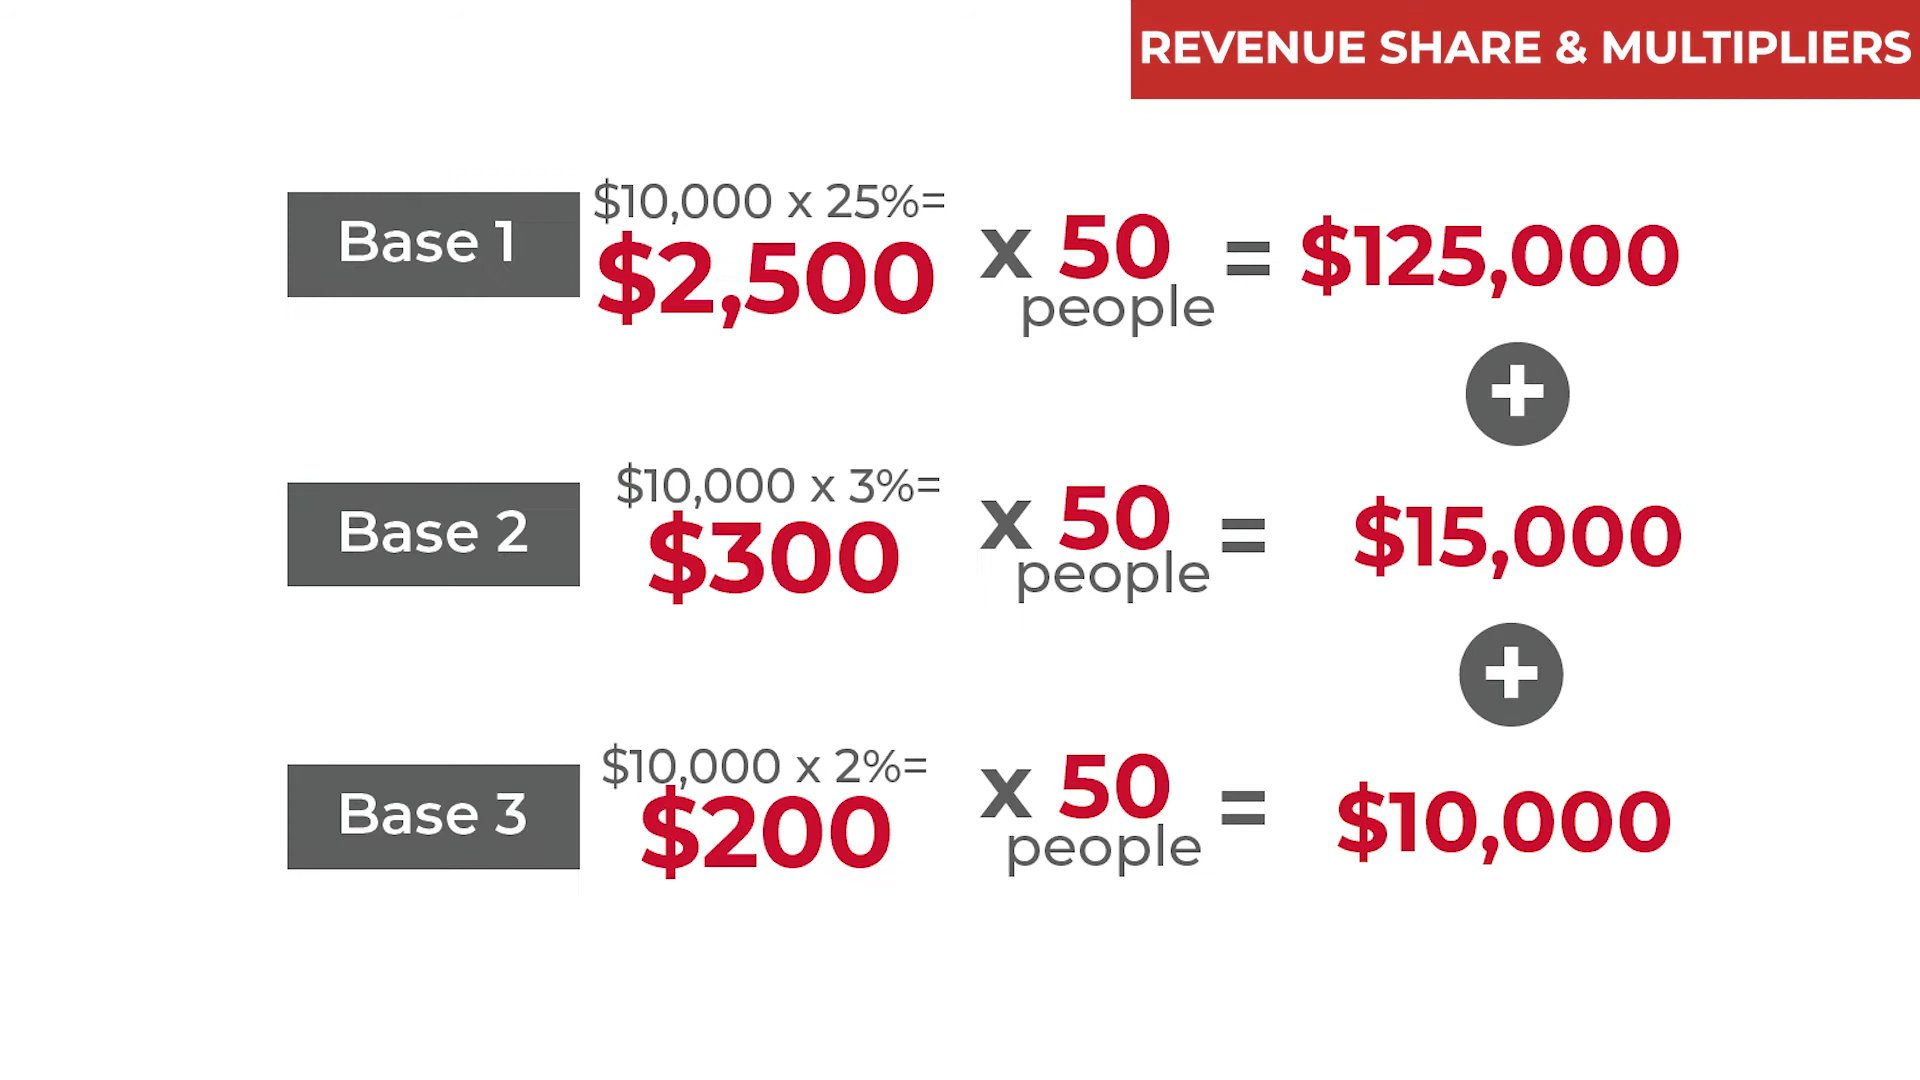 REVENUE SHARE & MULTIPLIERS
Base 1
$10,000 x 25%=
$2,500
x 50
people
= $125,000
+
Base 2
$10,000 x 3%=
$300
x 50
people
= $15,000
+
Base 3
$10,000 x 2%=
$200
x 50
people
= $10,000